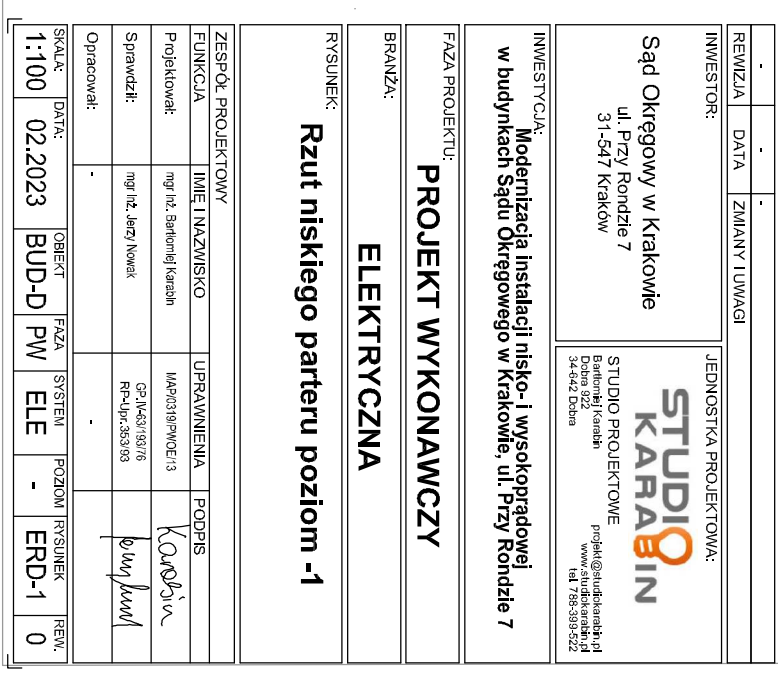 - - -
REWIZJA DATA ZMIANY I UWAGI
INWESTOR:
Sąd Okręgowy w Krakowie
ul. Przy Rondzie 7
31-547 Kraków
JEDNOSTKA PROJEKTOWA:
STUDIO
KARABIN
STUDIO PROJEKTOWE
Bartłomiej Karabin
Dobra 922
34-642 Dobra
projekt@studiokarabin.pl
www.studiokarabin.pl
tel. 788-399-522
INWESTYCJA:
Modernizacja instalacji nisko- i wysokoprądowej
w budynkach Sądu Okręgowego w Krakowie, ul. Przy Rondzie 7
FAZA PROJEKTU:
PROJEKT WYKONAWCZY
BRANŻA:
ELEKTRYCZNA
RYSUNEK:
Rzut niskiego parteru poziom -1
ZESPÓŁ PROJEKTOWY
FUNKCJA IMIĘ I NAZWISKO UPRAWNIENIA PODPIS
Projektował: mgr inż. Bartłomiej Karabin MAP/0319/PWOE/13 Karabin
Sprawdził: mgr inż. Jerzy Nowak GP.IV-63/193/76
RP-Upr.353/93
Opracował: - -
SKALA: DATA: OBIEKT FAZA SYSTEM POZIOM RYSUNEK REW.
1:100 02.2023 BUD-D PW ELE - ERD-1 0